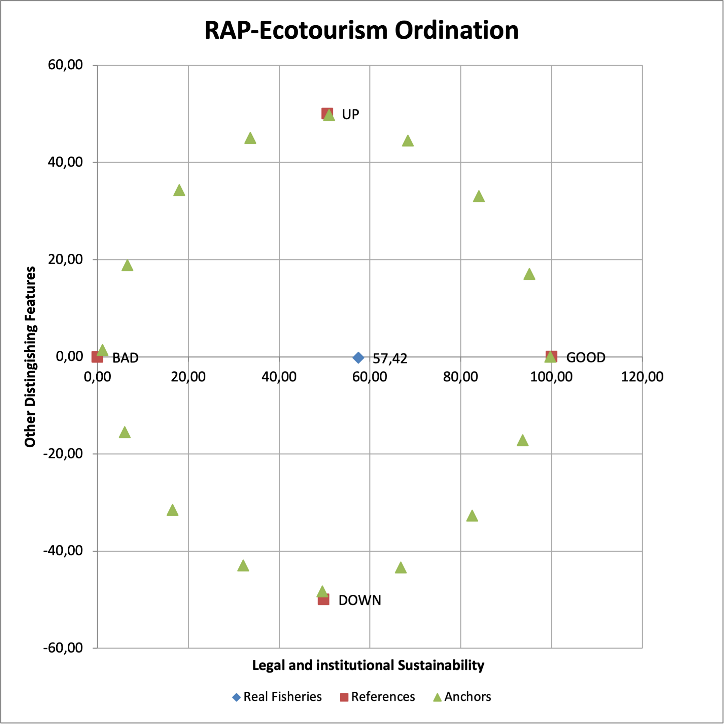 RAP-Ecotourism Ordination
60,00
UP
40,00
20,00
Other Distingishing Features
0,00
BAD
57,42
GOOD
0,00 20,00 40,00 60,00 80,00 100,00 120,00
-20,00
-40,00
DOWN
-60,00
Legal and institutional Sustainability
Real Fisheries References Anchors